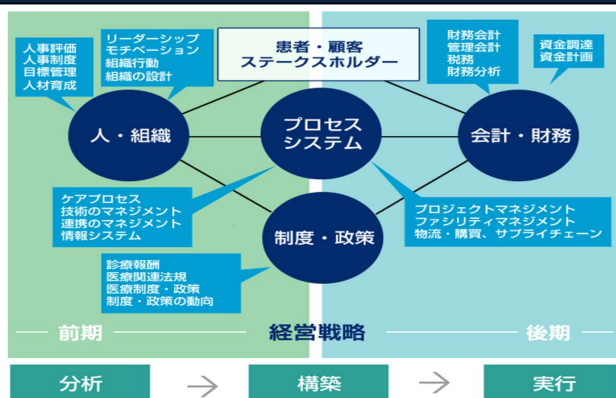 人事評価
人事制度
目標管理
人材育成
リーダーシップ
モチベーション
組織行動
組織の設計
患者・顧客
ステークスホルダー
財務会計
管理会計
税務
財務分析
資金調達
資金計画
人・組織
プロセス
システム
会計・財務
ケアプロセス
技術のマネジメント
連携のマネジメント
情報システム
プロジェクトマネジメント
ファシリティマネジメント
物流・購買、サプライチェーン
制度・政策
診療報酬
医療関連法規
医療制度・政策
制度・政策の動向
前期
経営戦略
後期
分析
→
構築
→
実行